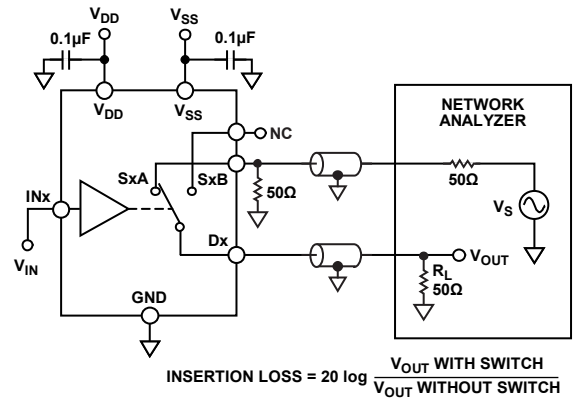 VDD
VSS
0.1µF
0.1µF
VDD
VSS
NC
NETWORK
ANALYZER
SxA
SxB
50Ω
50Ω
INx
VS
Dx
VIN
VOUT
RL
50Ω
GND
INSERTION LOSS = 20 log VOUT WITH SWITCH
VOUT WITHOUT SWITCH